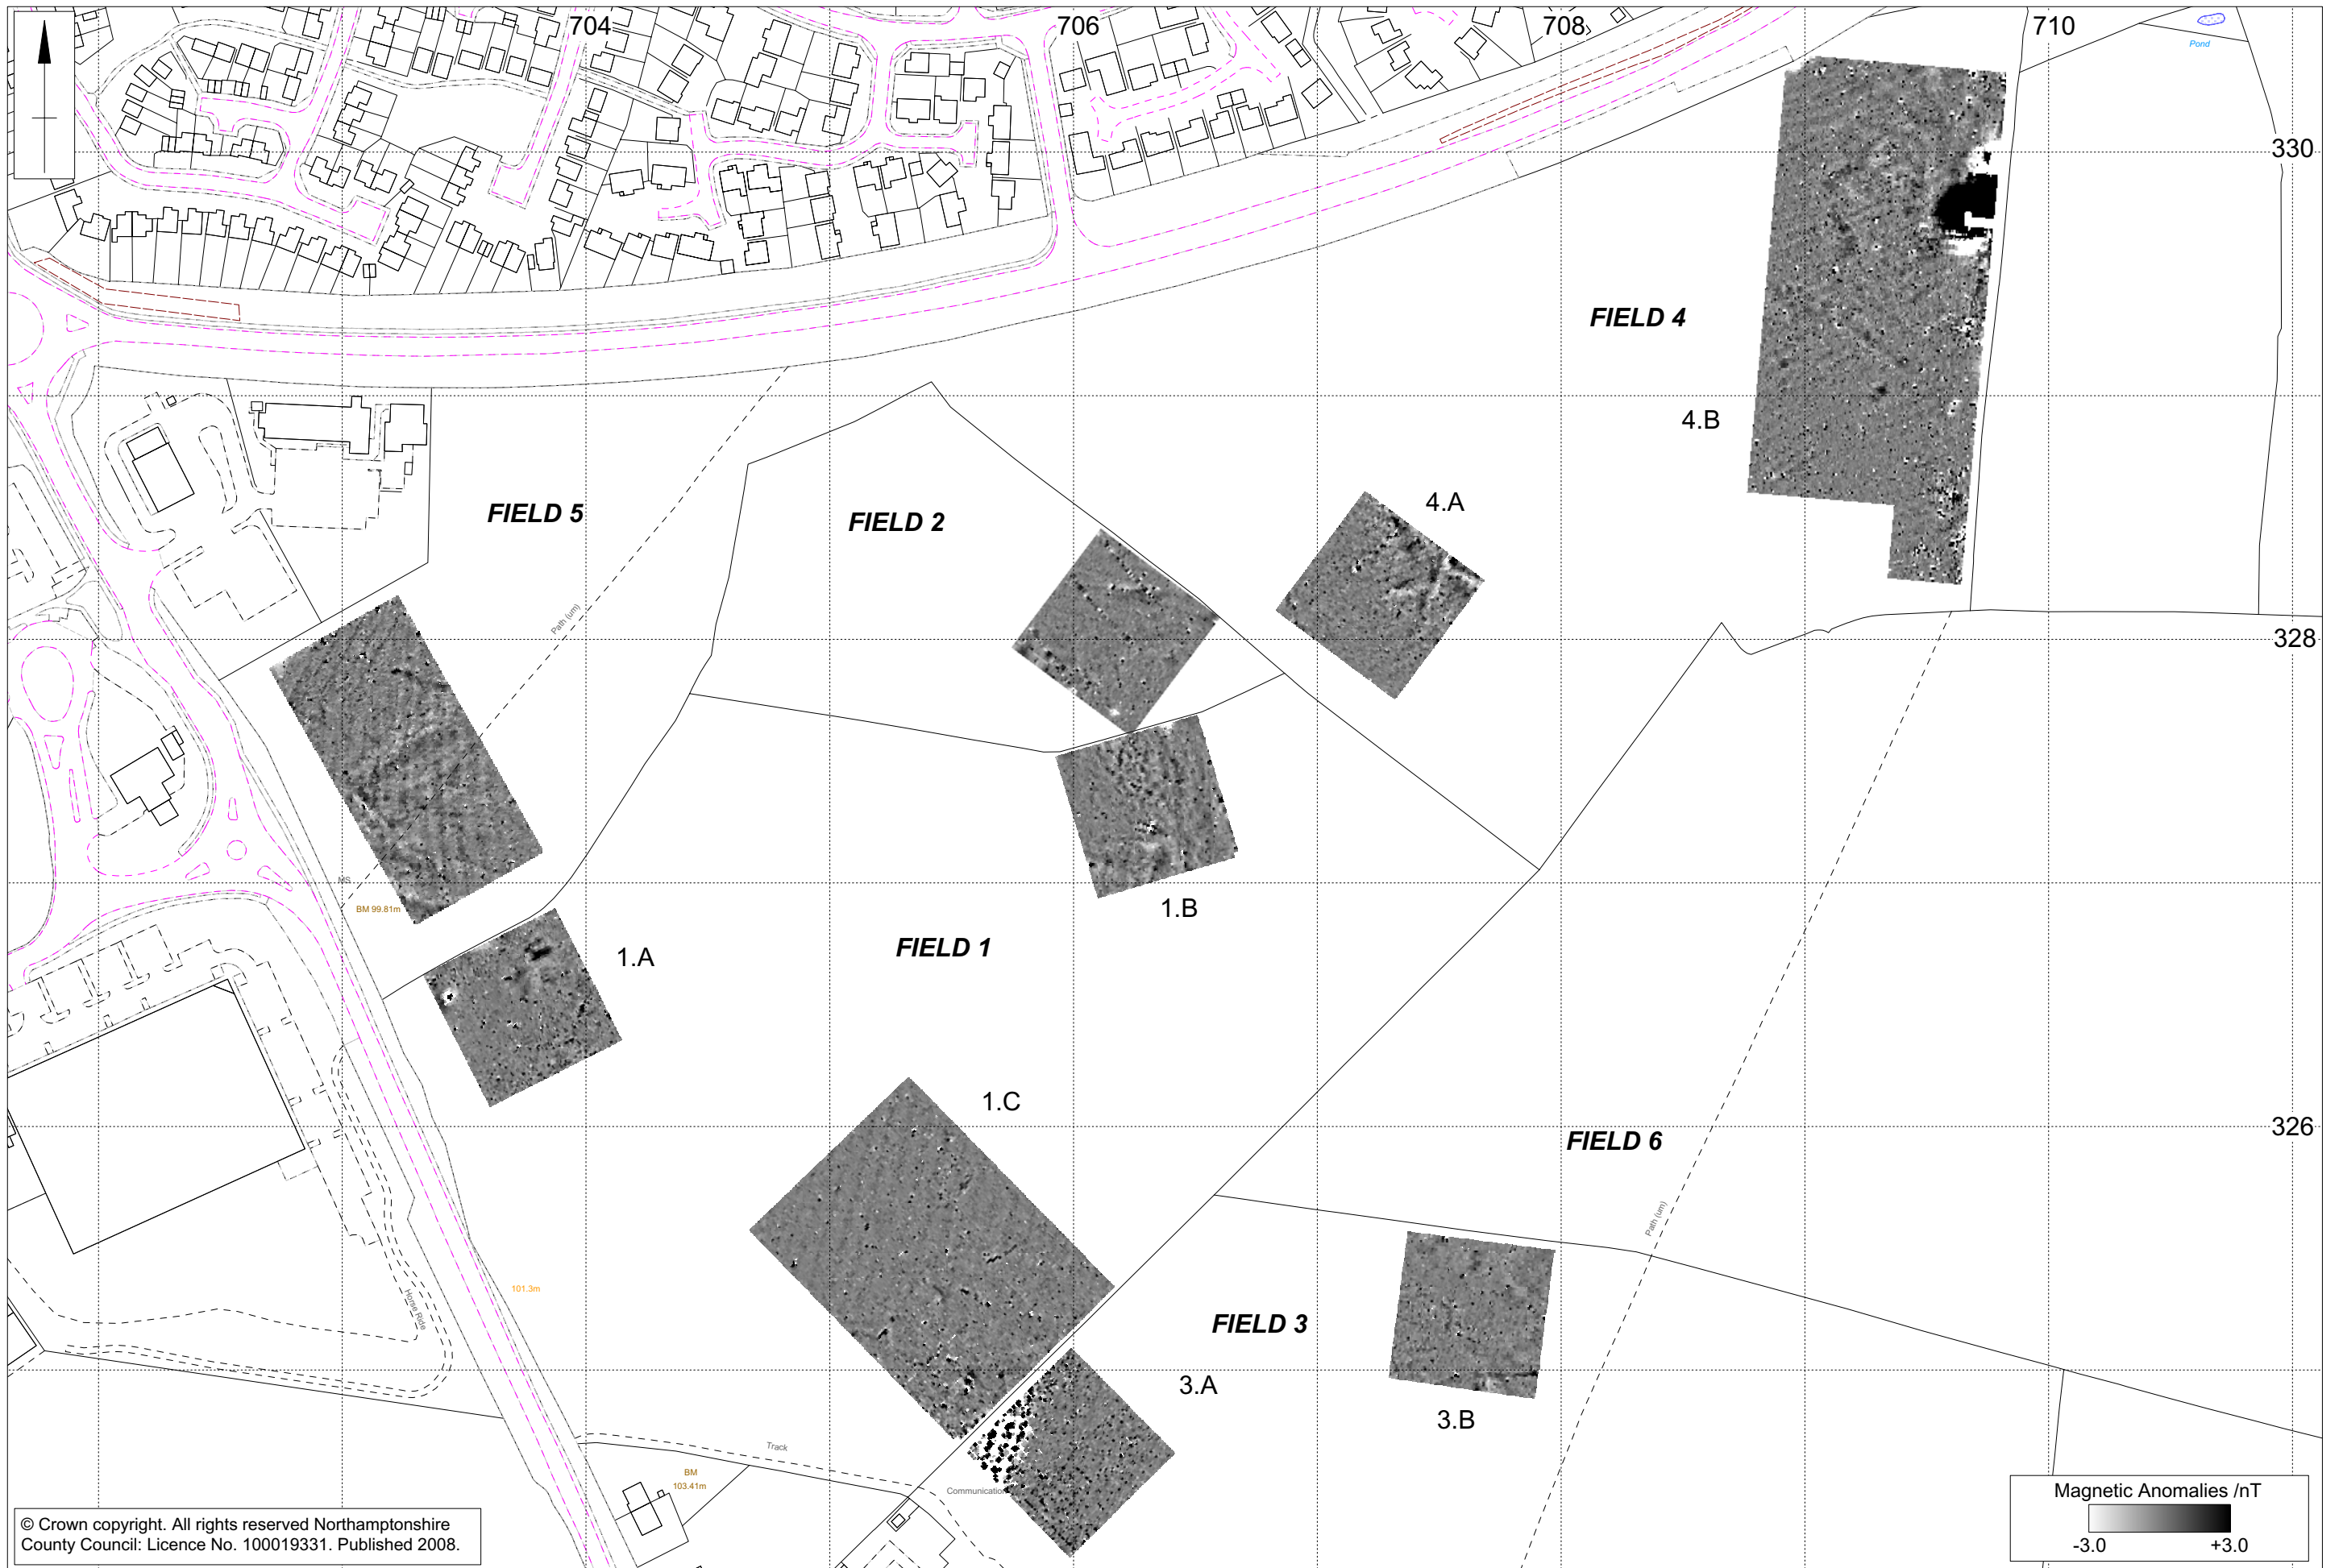 704
706
708
710
Pond
330
FIELD 4
4.B
4.A
FIELD 5
FIELD 2
Path (um)
328
MS
BM 99.81m
1.B
1.A
FIELD 1
1.C
326
FIELD 6
Path (um)
101.3m
Horse Ride
FIELD 3
3.A
3.B
Track
BM
103.41m
Communication
Magnetic Anomalies /nT
-3.0
+3.0
© Crown copyright. All rights reserved Northamptonshire
County Council: Licence No. 100019331. Published 2008.